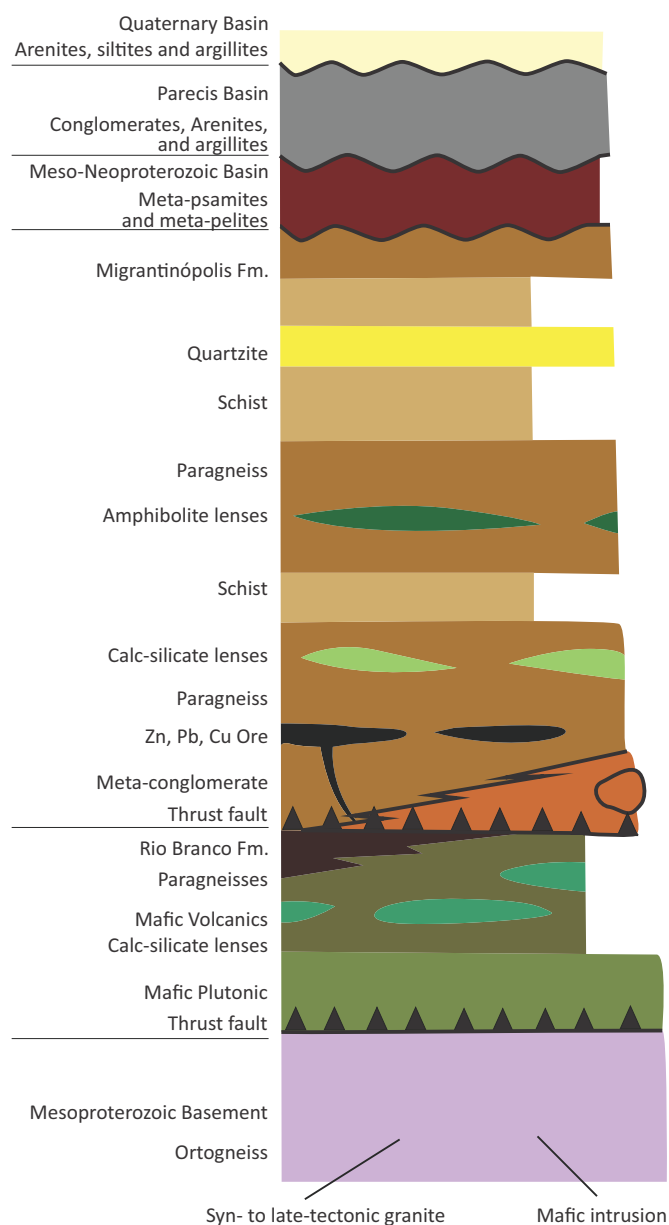 Quaternary Basin
Arenites, siltites and argillites
Parecis Basin
Conglomerates, Arenites,
and argillites
Meso-Neoproterozoic Basin
Meta-psamites
and meta-pelites
Migrantinópolis Fm.
Quartzite
Schist
Paragneiss
Amphibolite lenses
Schist
Calc-silicate lenses
Paragneiss
Zn, Pb, Cu Ore
Meta-conglomerate
Thrust fault
Rio Branco Fm.
Paragneisses
Mafic Volcanics
Calc-silicate lenses
Mafic Plutonic
Thrust fault
Mesoproterozoic Basement
Ortogneiss
Syn- to late-tectonic granite
Mafic intrusion